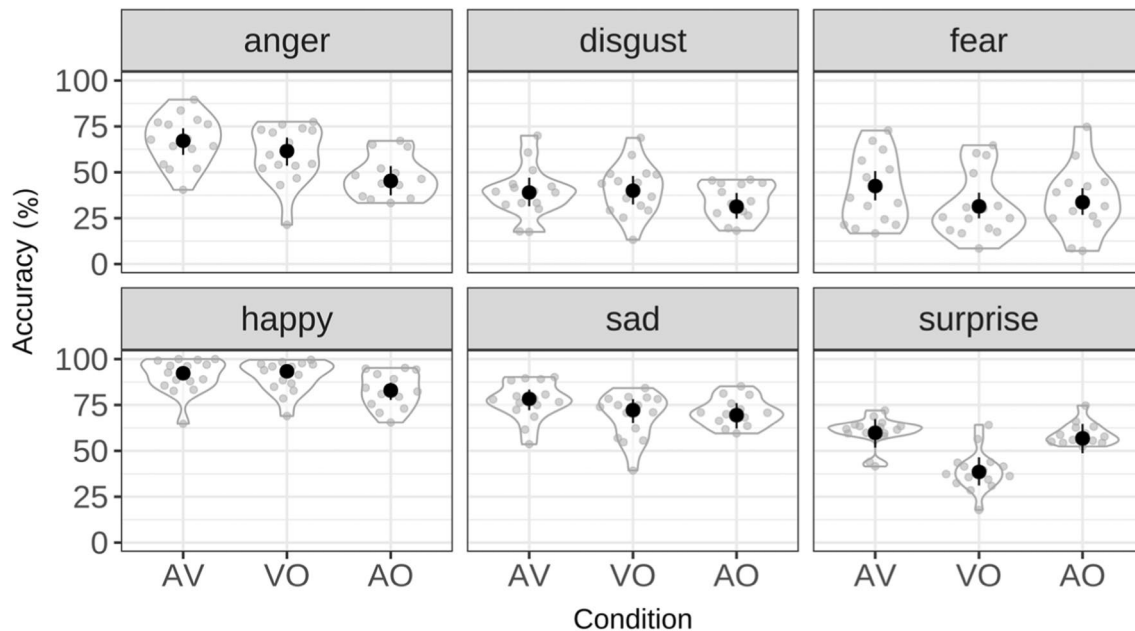 anger disgust fear
100
75
50
25
0
happy sad surprise
100
75
50
25
0
AV VO AO AV VO AO AV VO AO
Condition
Accuracy (%)